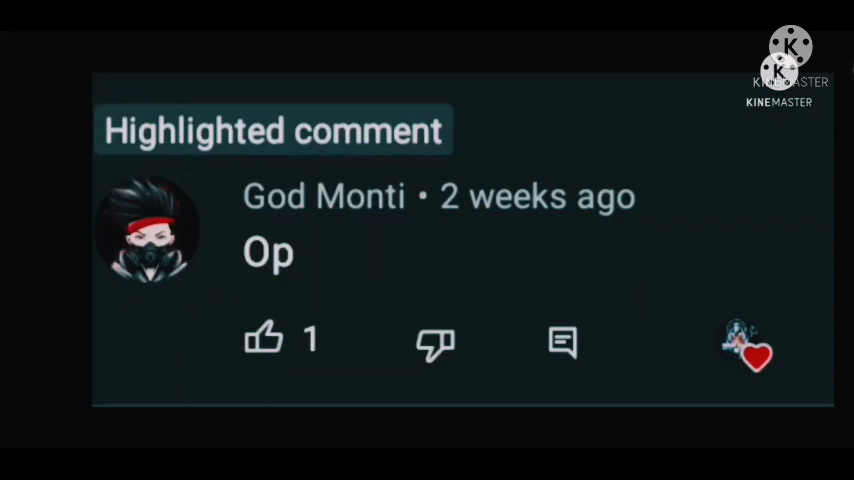 KINEMASTER
KINEMASTER
Highlighted comment
God Monti • 2 weeks ago
Op
1